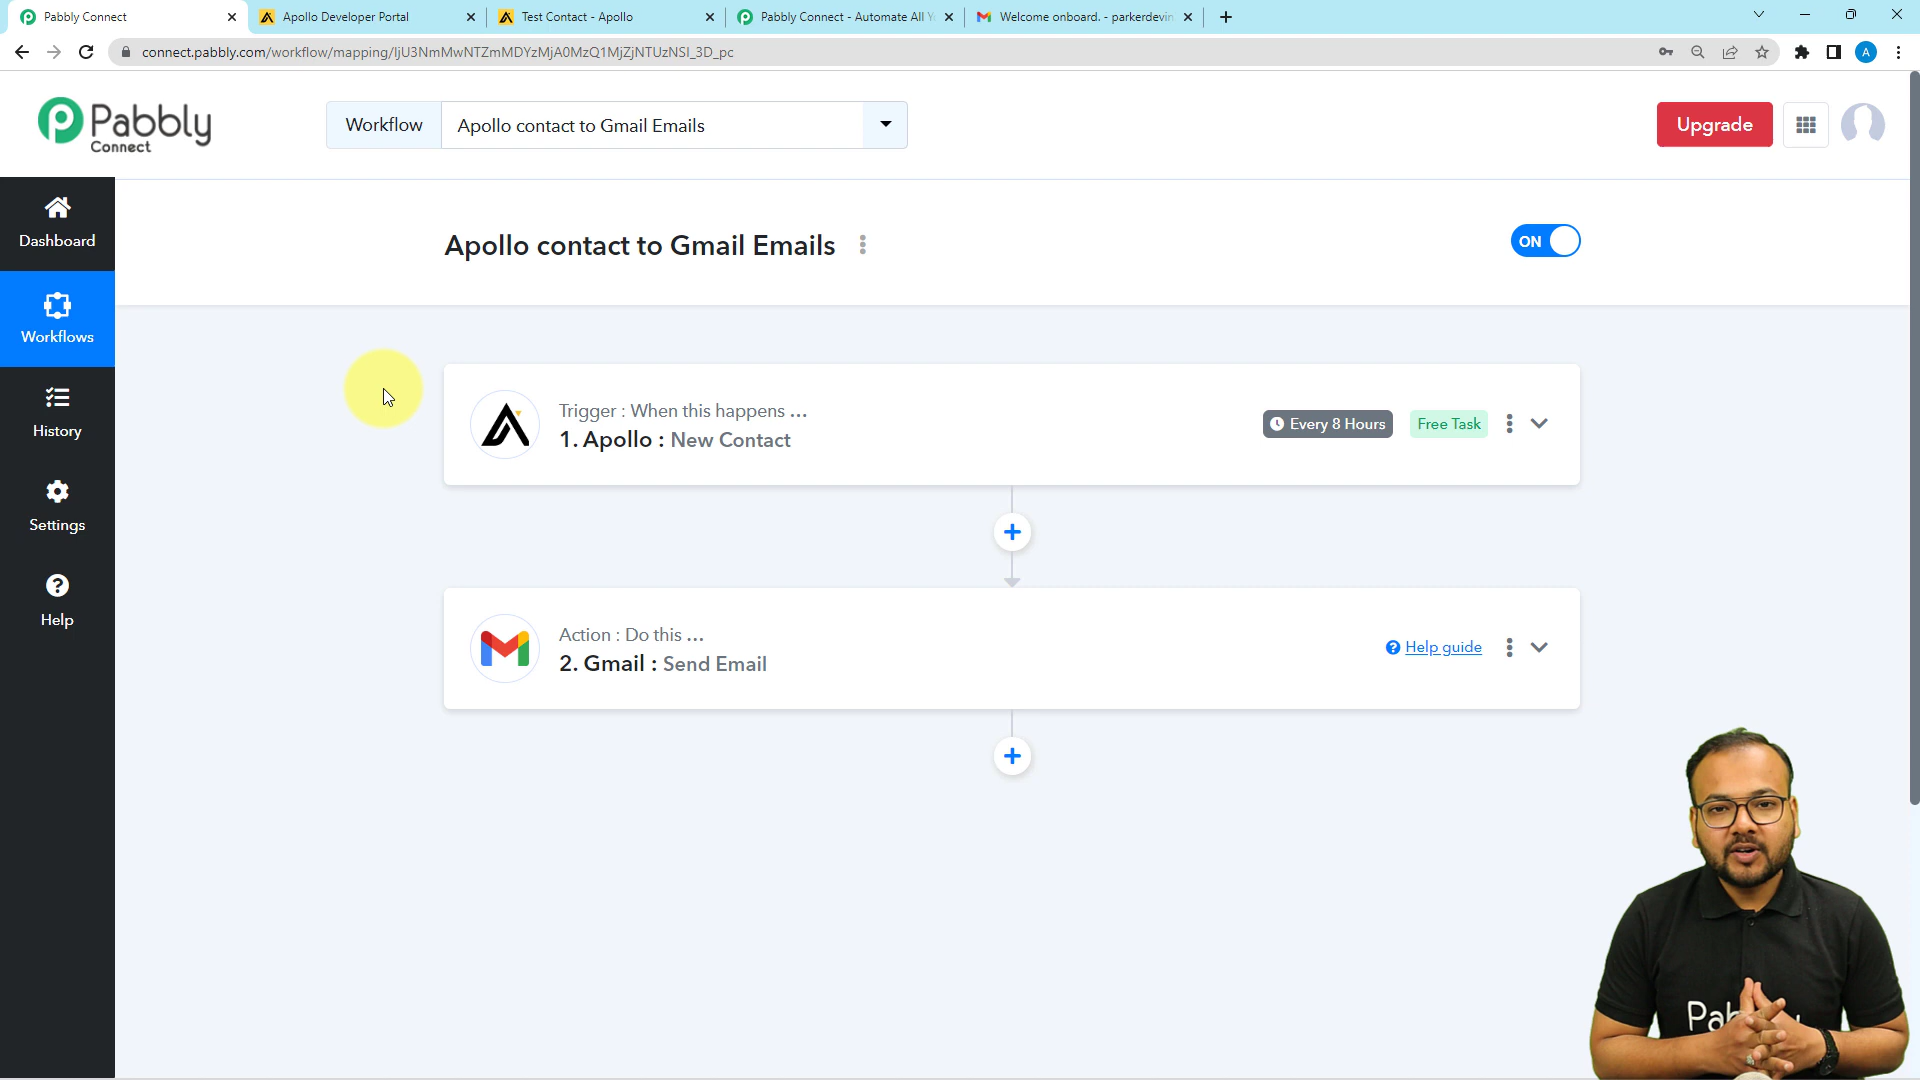 Pabbly Connect
Apollo Developer Portal
Test Contact - Apollo
Pabbly Connect - Automate All Y
Welcome onboard. - parkerdevin
connect.pabbly.com/workflow/mapping/IjU3NmMwNTZmMDYzMjA0MzQ1MjZjNTUzNSI_3D_pc
A
Pabbly
Connect
Workflow
Apollo contact to Gmail Emails
Upgrade
Dashboard
Workflows
History
Settings
Help
Apollo contact to Gmail Emails
ON
Trigger : When this happens ...
1. Apollo : New Contact
Every 8 Hours
Free Task
Action : Do this ...
2. Gmail : Send Email
Help guide